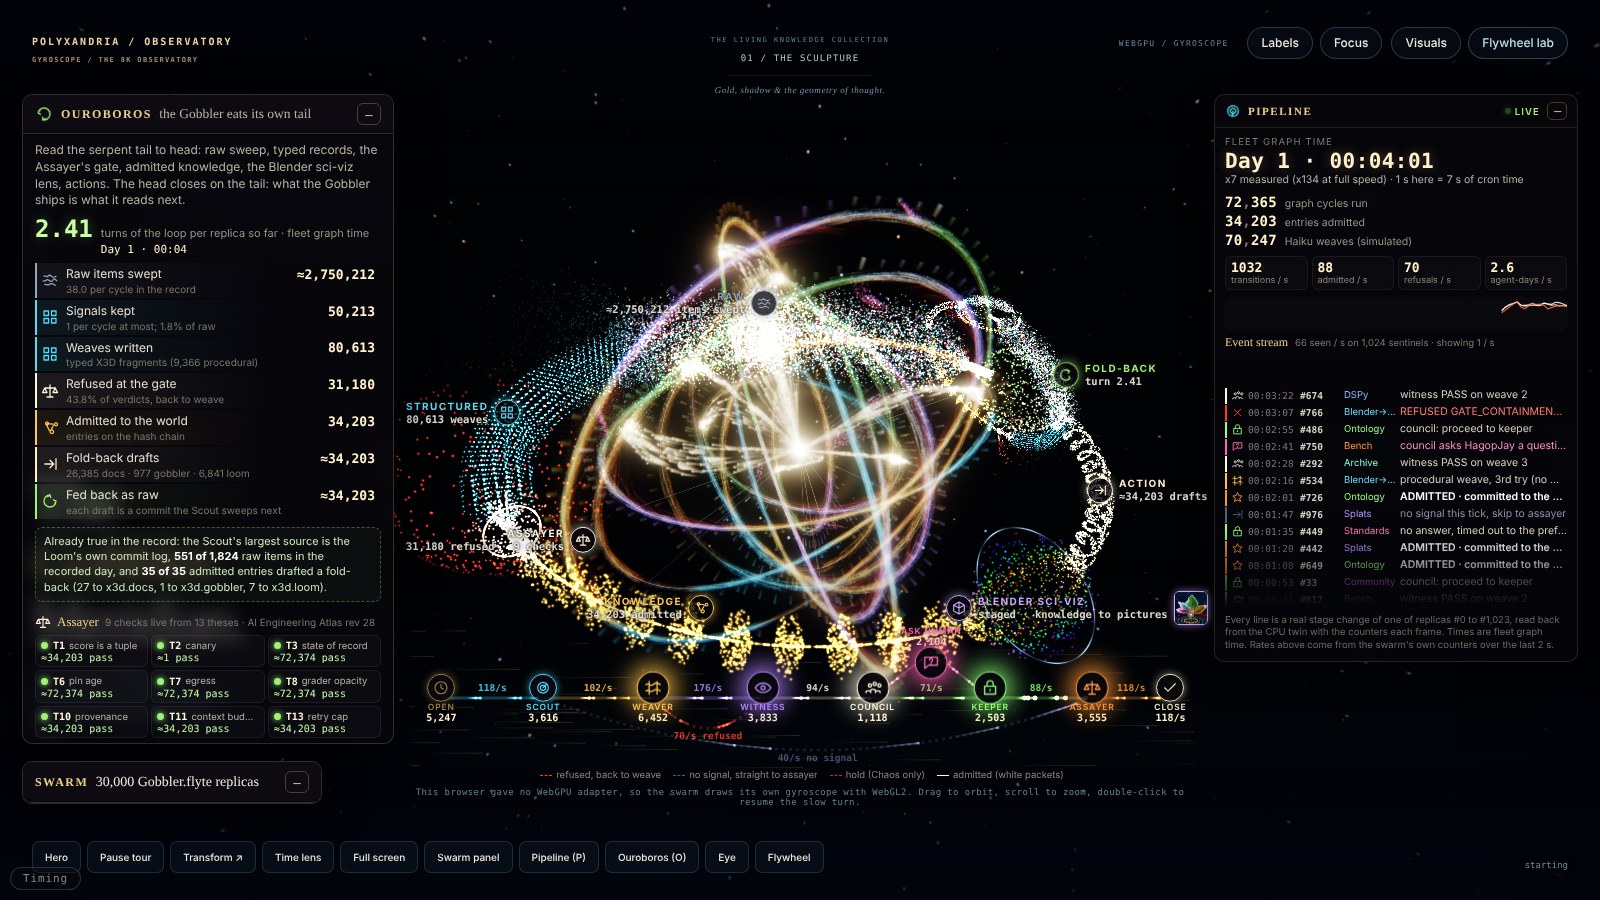 POLYXANDRIA / OBSERVATORY
GYROSCOPE / THE 8K OBSERVATORY
THE LIVING KNOWLEDGE COLLECTION
01 / THE SCULPTURE
Gold, shadow & the geometry of thought.
WEBGPU / GYROSCOPE
Labels
Focus
Visuals
Flywheel lab
OUROBOROS the Gobbler eats its own tail
Read the serpent tail to head: raw sweep, typed records, the
Assayer's gate, admitted knowledge, the Blender sci-viz
lens, actions. The head closes on the tail: what the Gobbler
ships is what it reads next.
2.41 turns of the loop per replica so far · fleet graph time
Day 1 · 00:04
Raw items swept ≈2,750,212
38.0 per cycle in the record
Signals kept 50,213
1 per cycle at most; 1.8% of raw
Weaves written 80,613
typed X3D fragments (9,366 procedural)
Refused at the gate 31,180
43.8% of verdicts, back to weave
Admitted to the world 34,203
entries on the hash chain
Fold-back drafts ≈34,203
26,385 docs · 977 gobbler · 6,841 loom
Fed back as raw ≈34,203
each draft is a commit the Scout sweeps next
Already true in the record: the Scout's largest source is the
Loom's own commit log, 551 of 1,824 raw items in the
recorded day, and 35 of 35 admitted entries drafted a fold-
back (27 to x3d.docs, 1 to x3d.gobbler, 7 to x3d.loom).
Assayer 9 checks live from 13 theses · AI Engineering Atlas rev 28
T1 score is a tuple
≈34,203 pass
T2 canary
≈1 pass
T3 state of record
≈72,374 pass
T6 pin age
≈72,374 pass
T7 egress
≈72,374 pass
T8 grader opacity
≈72,374 pass
T10 provenance
≈34,203 pass
T11 context bud...
≈34,203 pass
T13 retry cap
≈34,203 pass
SWARM 30,000 Gobbler.flyte replicas
RAW
≈2,750,212 items swept
STRUCTURED
80,613 weaves
FOLD-BACK
turn 2.41
ACTION
≈34,203 drafts
ASSAYER
31,180 refused · 9 checks
KNOWLEDGE
34,203 admitted
BLENDER SCI-VIZ
staged · knowledge to pictures
2,104
OPEN
5,247
118/s
SCOUT
3,616
102/s
WEAVER
6,452
176/s
WITNESS
3,833
94/s
COUNCIL
1,118
71/s
KEEPER
2,503
88/s
ASSAYER
3,555
118/s
CLOSE
118/s
70/s refused
40/s no signal
refused, back to weave
no signal, straight to assayer
hold (Chaos only)
admitted (white packets)
This browser gave no WebGPU adapter, so the swarm draws its own gyroscope with WebGL2. Drag to orbit, scroll to zoom, double-click to
resume the slow turn.
PIPELINE LIVE
FLEET GRAPH TIME
Day 1 · 00:04:01
x7 measured (x134 at full speed) · 1 s here = 7 s of cron time
72,365 graph cycles run
34,203 entries admitted
70,247 Haiku weaves (simulated)
1032
transitions / s
88
admitted / s
70
refusals / s
2.6
agent-days / s
Event stream 66 seen / s on 1,024 sentinels · showing 1 / s
00:03:22 #674 DSPy witness PASS on weave 2
00:03:07 #766 Blender→... REFUSED GATE_CONTAINMEN...
00:02:55 #486 Ontology council: proceed to keeper
00:02:41 #750 Bench council asks HagopJay a questi...
00:02:28 #292 Archive witness PASS on weave 3
00:02:16 #534 Blender→... procedural weave, 3rd try (no ...
00:02:01 #726 Ontology ADMITTED · committed to the ...
00:01:47 #976 Splats no signal this tick, skip to assayer
00:01:35 #449 Standards no answer, timed out to the pref...
00:01:20 #442 Splats ADMITTED · committed to the ...
00:01:08 #649 Ontology ADMITTED · committed to the ...
00:00:53 #33 Community council: proceed to keeper
#817 Bench witness PASS on weave 2
Every line is a real stage change of one of replicas #0 to #1,023, read back
from the CPU twin with the counters each frame. Times are fleet graph
time. Rates above come from the swarm's own counters over the last 2 s.
Hero
Pause tour
Transform ↗
Time lens
Full screen
Swarm panel
Pipeline (P)
Ouroboros (O)
Eye
Flywheel
Timing
starting